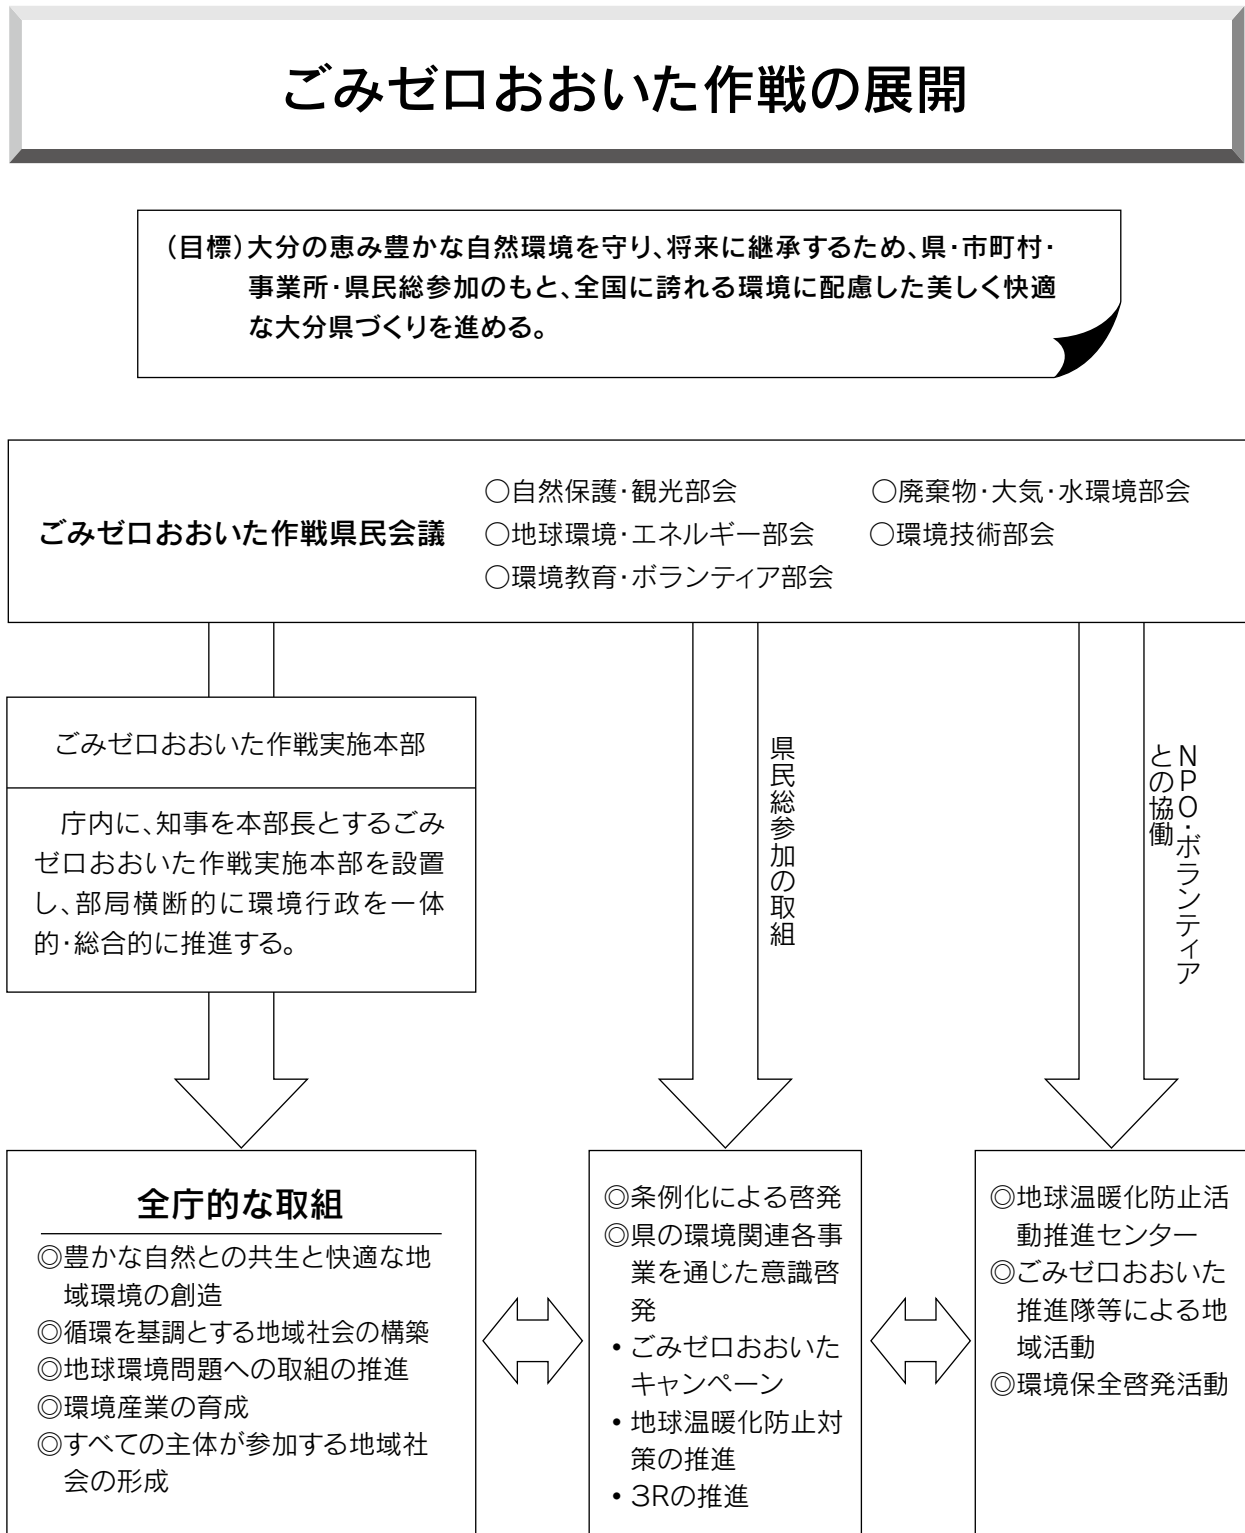 ごみゼロおおいた作戦の展開
(目標)大分の恵み豊かな自然環境を守り、将来に継承するため、県・市町村・
事業所・県民総参加のもと、全国に誇れる環境に配慮した美しく快適
な大分県づくりを進める。
ごみゼロおおいた作戦県民会議
○自然保護・観光部会
○廃棄物・大気・水環境部会
○地球環境・エネルギー部会
○環境技術部会
○環境教育・ボランティア部会
ごみゼロおおいた作戦実施本部
庁内に、知事を本部長とするごみ
ゼロおおいた作戦実施本部を設置
し、部局横断的に環境行政を一体
的・総合的に推進する。
県民総参加の取組
NPO・ボランティア
との協働
全庁的な取組
◎豊かな自然との共生と快適な地
域環境の創造
◎循環を基調とする地域社会の構築
◎地球環境問題への取組の推進
◎環境産業の育成
◎すべての主体が参加する地域社
会の形成
◎条例化による啓発
◎県の環境関連各事
業を通じた意識啓
発
・ごみゼロおおいた
キャンペーン
・地球温暖化防止対
策の推進
・3Rの推進
◎地球温暖化防止活
動推進センター
◎ごみゼロおおいた
推進隊等による地
域活動
◎環境保全啓発活動